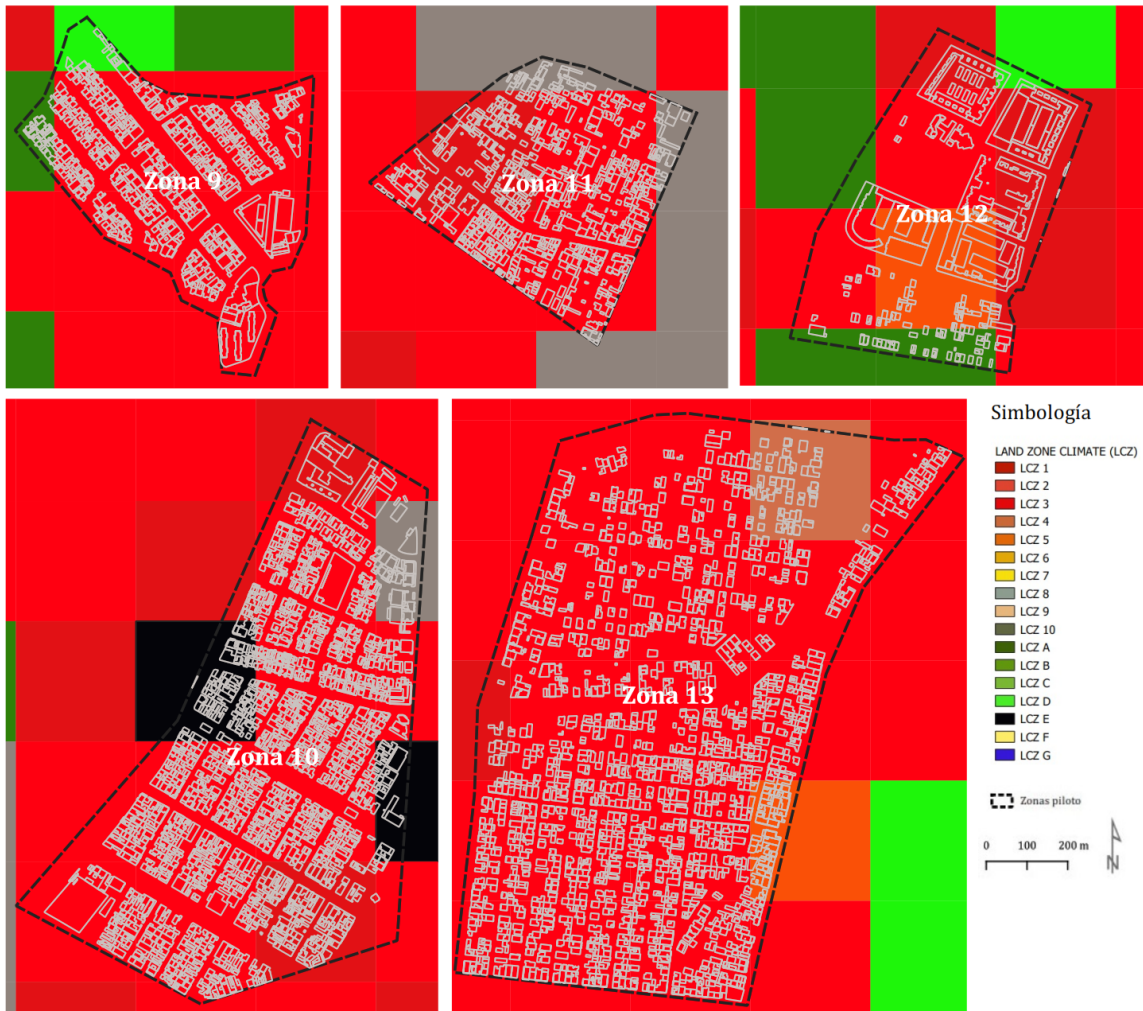 Zona 9
Zona 11
Zona 12
Zona 10
Zona 13
Simbología
LAND ZONE CLIMATE (LCZ)
LCZ 1
LCZ 2
LCZ 3
LCZ 4
LCZ 5
LCZ 6
LCZ 7
LCZ 8
LCZ 9
LCZ 10
LCZ A
LCZ B
LCZ C
LCZ D
LCZ E
LCZ F
LCZ G
Zonas piloto
0 100 200 m
N